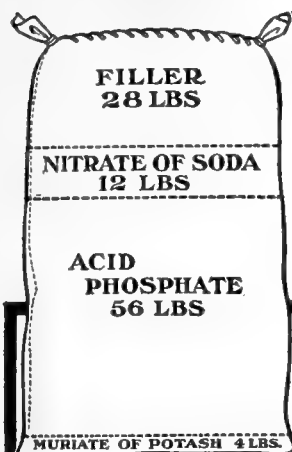 FILLER
28 LBS
NITRATE OF SODA
12 LBS
ACID
PHOSPHATE
56 LBS
MURIATE OF POTASH 4 LBS.